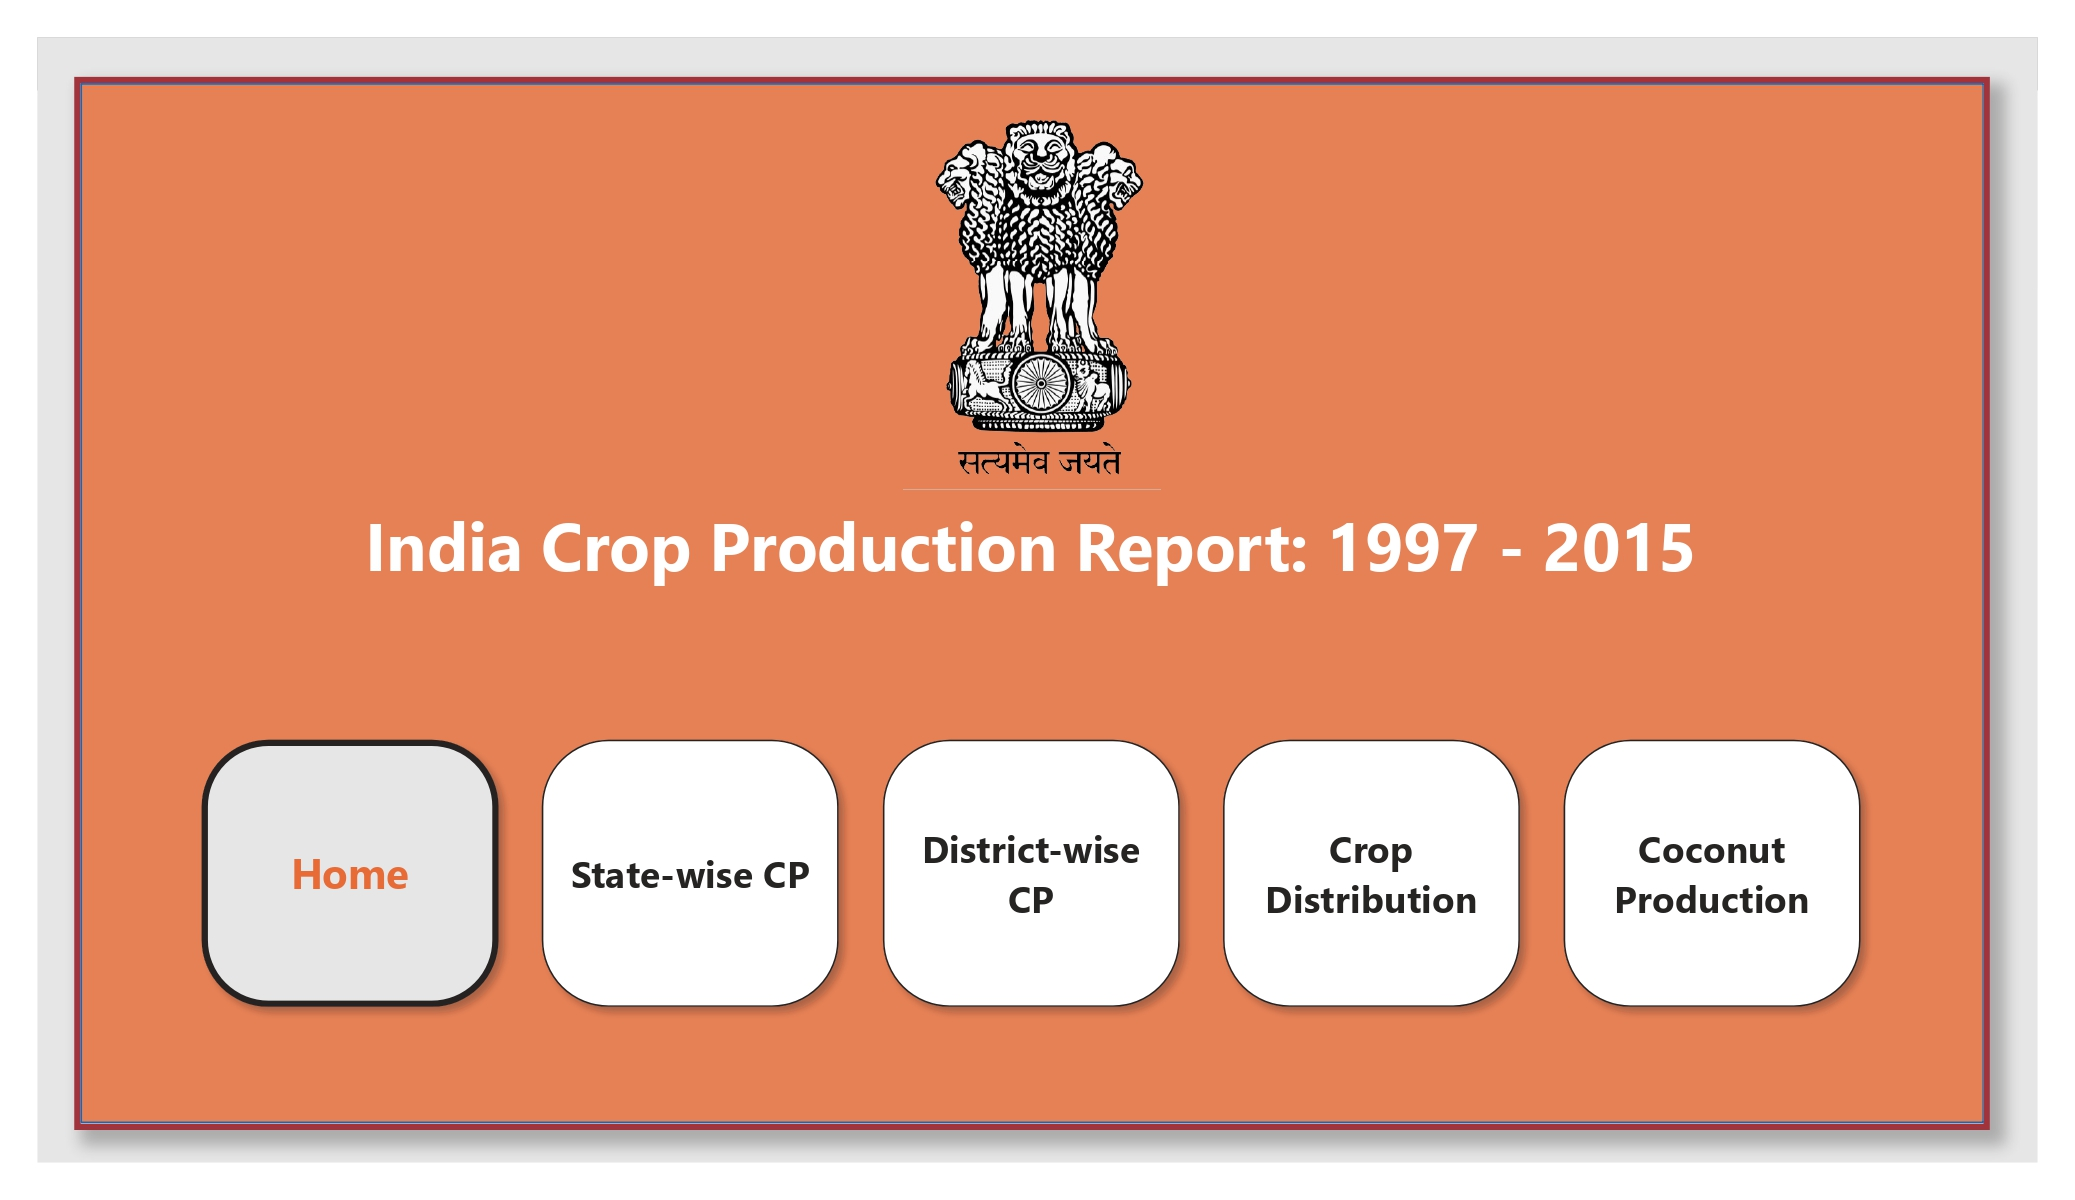 सत्यमेव जयते
India Crop Production Report: 1997 - 2015
Home
State-wise CP
District-wise
CP
Crop
Distribution
Coconut
Production